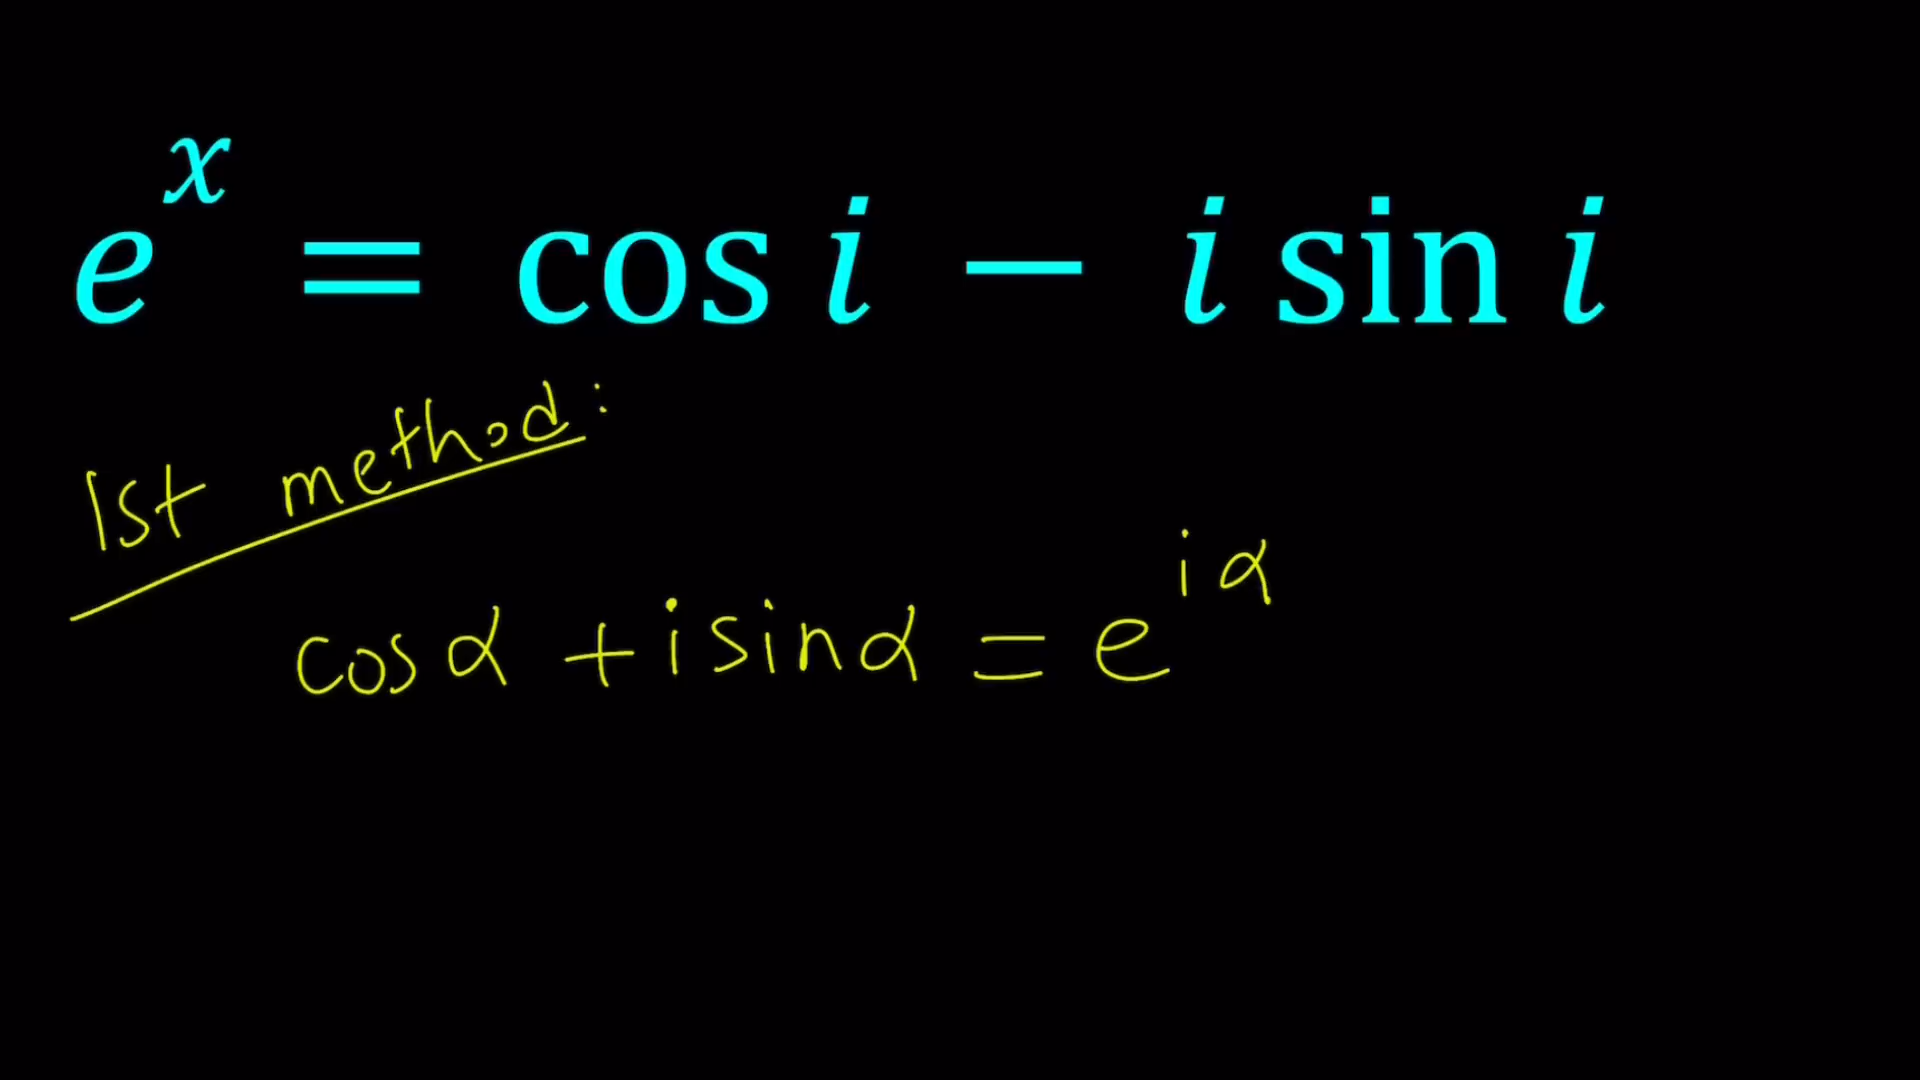 e^x = cos i − i sin i
1st method:
cos α + i sin α = e^{iα}